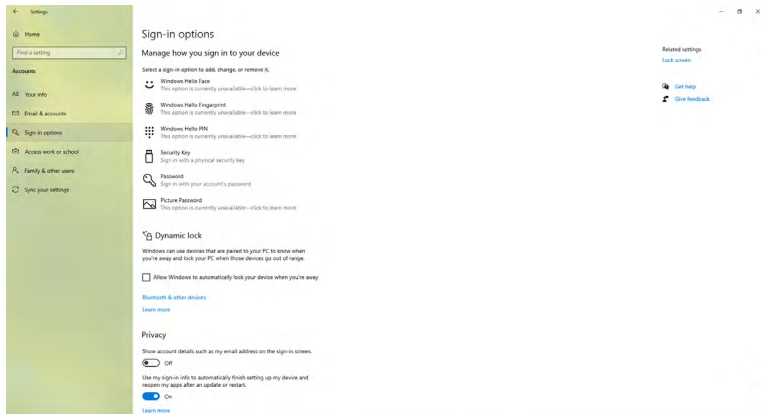 Settings
Home
Find a setting
Accounts
Your info
Email & accounts
Sign-in options
Access work or school
Family & other users
Sync your settings
Sign-in options
Manage how you sign in to your device
Select a sign-in option to add, change, or remove it.
Windows Hello Face
This option is currently unavailable—click to learn more
Windows Hello Fingerprint
This option is currently unavailable—click to learn more
Windows Hello PIN
This option is currently unavailable—click to learn more
Security Key
Sign in with a physical security key
Password
Sign in with your account's password
Picture Password
This option is currently unavailable—click to learn more
Dynamic lock
Windows can use devices that are paired to your PC to know when
you're away and lock your PC when those devices go out of range.
Allow Windows to automatically lock your device when you're away
Bluetooth & other devices
Learn more
Privacy
Show account details such as my email address on the sign-in screen.
Off
Use my sign-in info to automatically finish setting up my device and
reopen my apps after an update or restart.
On
Learn more
Related settings
Lock screen
Get help
Give feedback